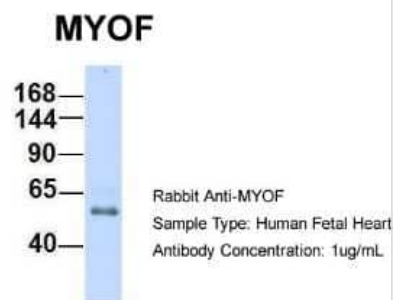 MYOF
168
144
90
65
40
Rabbit Anti-MYOF
Sample Type: Human Fetal Heart
Antibody Concentration: 1ug/mL